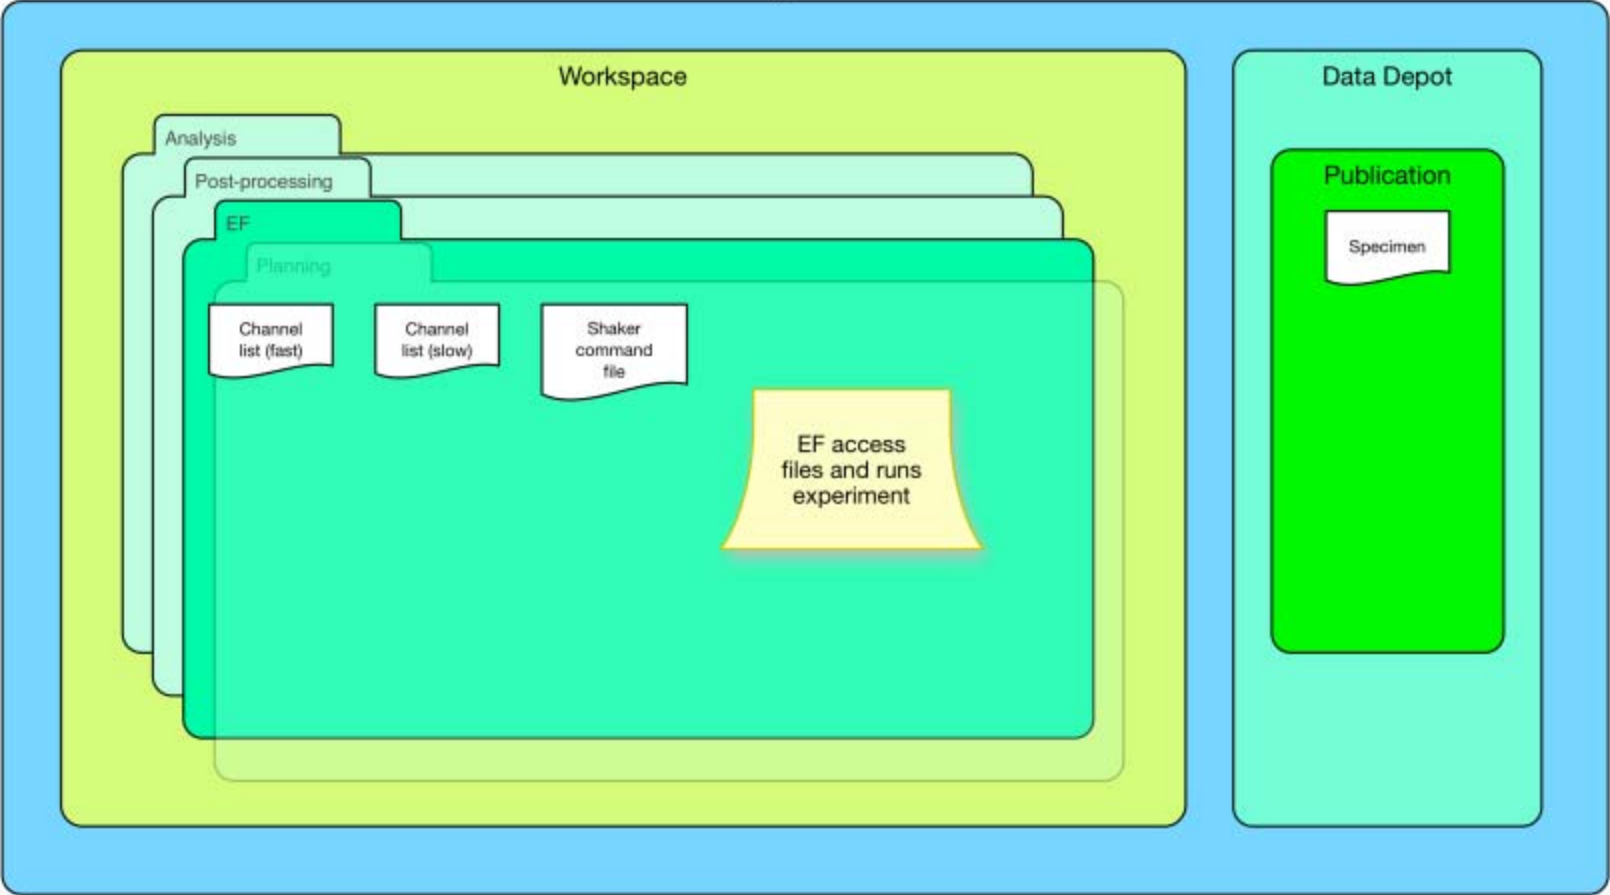 Workspace
Analysis
Post-processing
EF
Planning
Channel
list (fast)
Channel
list (slow)
Shaker
command
file
EF access
files and runs
experiment
Data Depot
Publication
Specimen